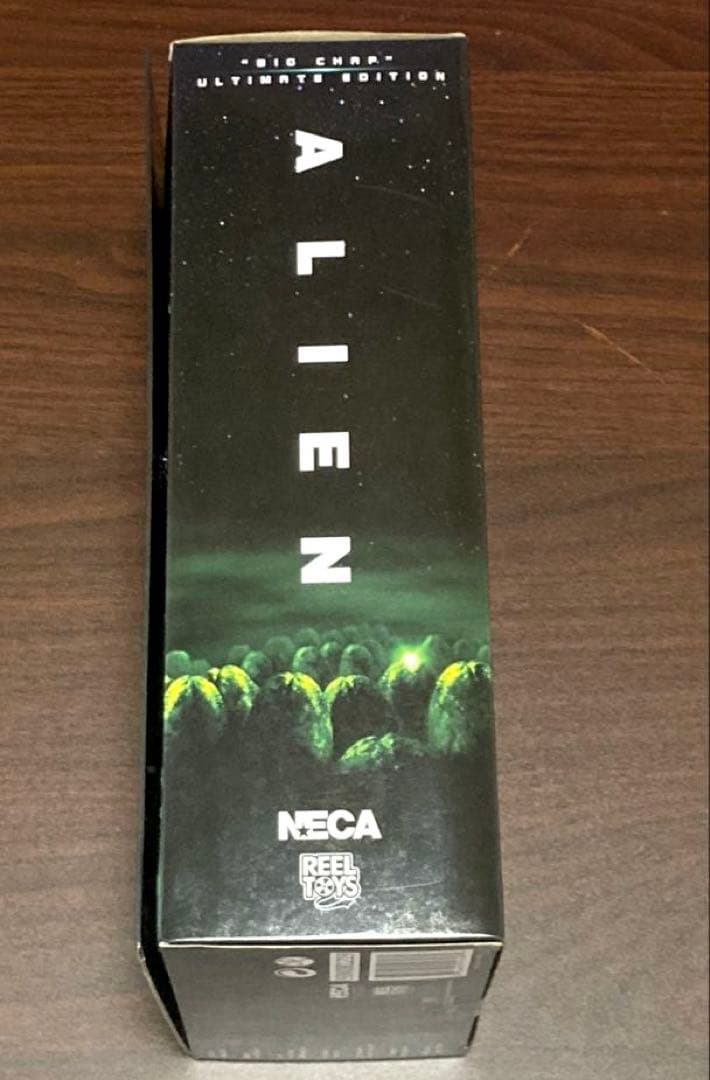 "BIG CHAP"
ULTIMATE EDITION
ALIEN
NECA
REEL
TOYS